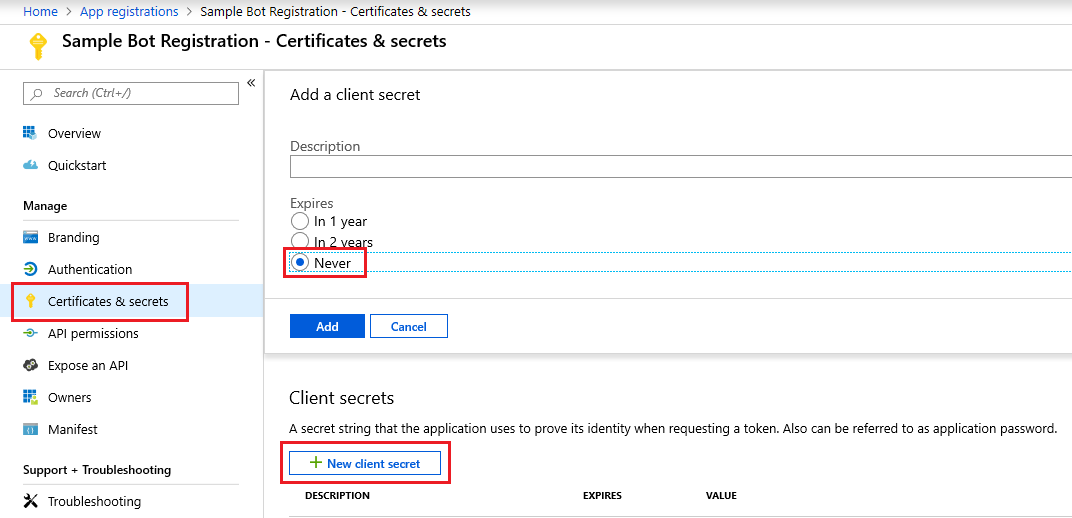 Home > App registrations > Sample Bot Registration - Certificates & secrets
Sample Bot Registration - Certificates & secrets
Search (Ctrl+/)
«
Overview
Quickstart
Manage
Branding
Authentication
Certificates & secrets
API permissions
Expose an API
Owners
Manifest
Support + Troubleshooting
Troubleshooting
Add a client secret
Description
Expires
In 1 year
In 2 years
Never
Add Cancel
Client secrets
A secret string that the application uses to prove its identity when requesting a token. Also can be referred to as application password.
+ New client secret
DESCRIPTION EXPIRES VALUE